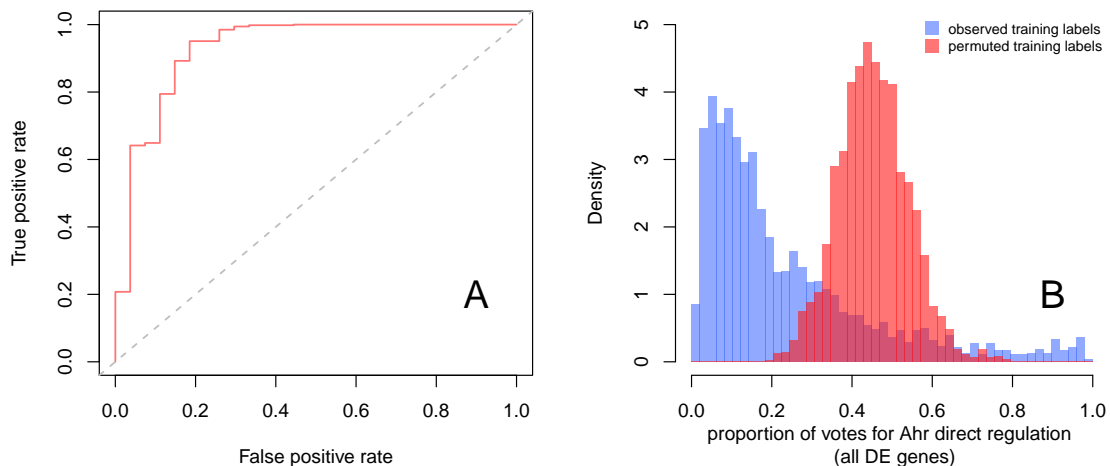 True positive rate
1.0
0.8
0.6
0.4
0.2
0.0
A
0.0 0.2 0.4 0.6 0.8 1.0
False positive rate
observed training labels
permuted training labels
Density
5
4
3
2
1
0
B
0.0 0.2 0.4 0.6 0.8 1.0
proportion of votes for Ahr direct regulation
(all DE genes)